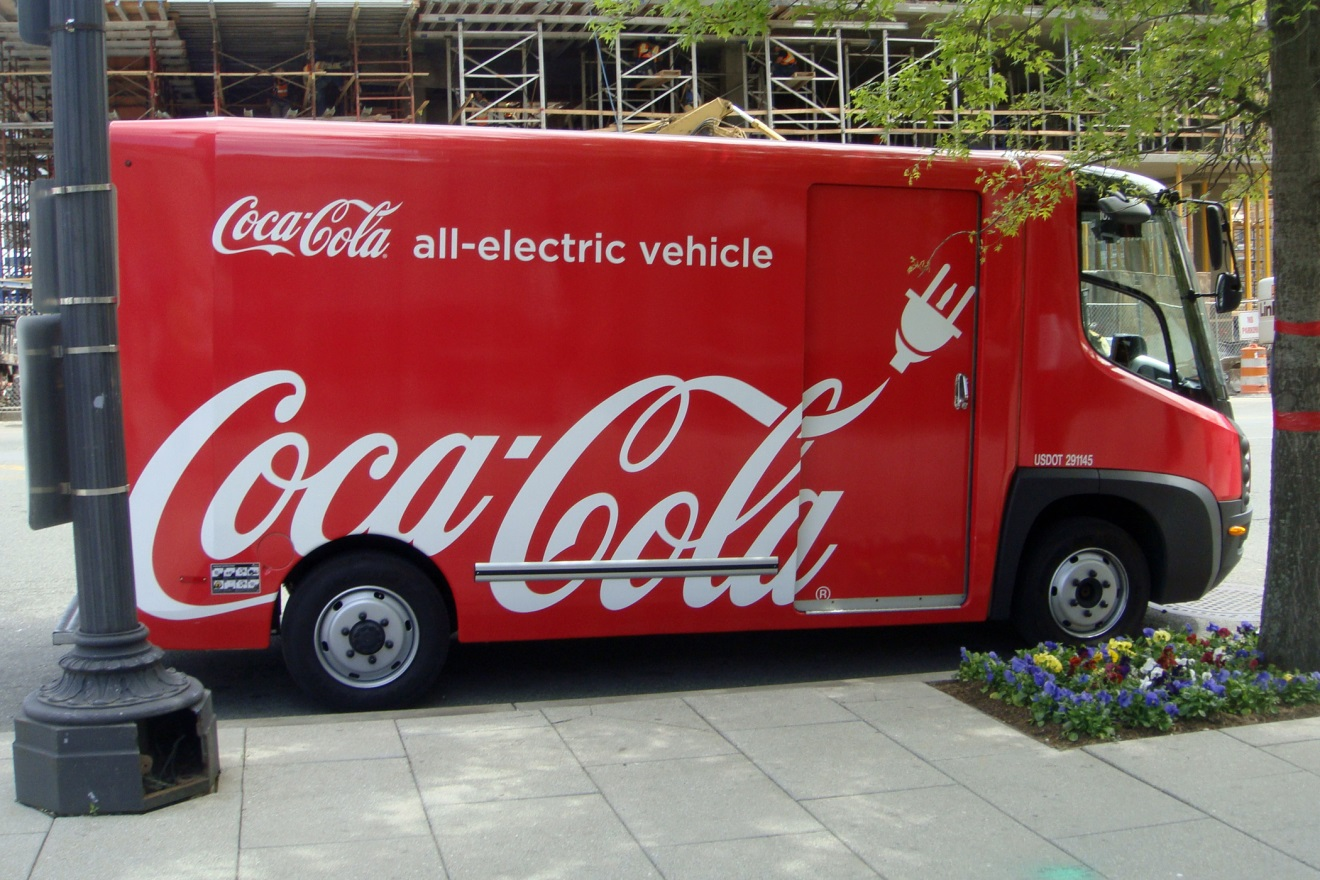 Coca-Cola all-electric vehicle
Coca-Cola
®
USDOT 291145